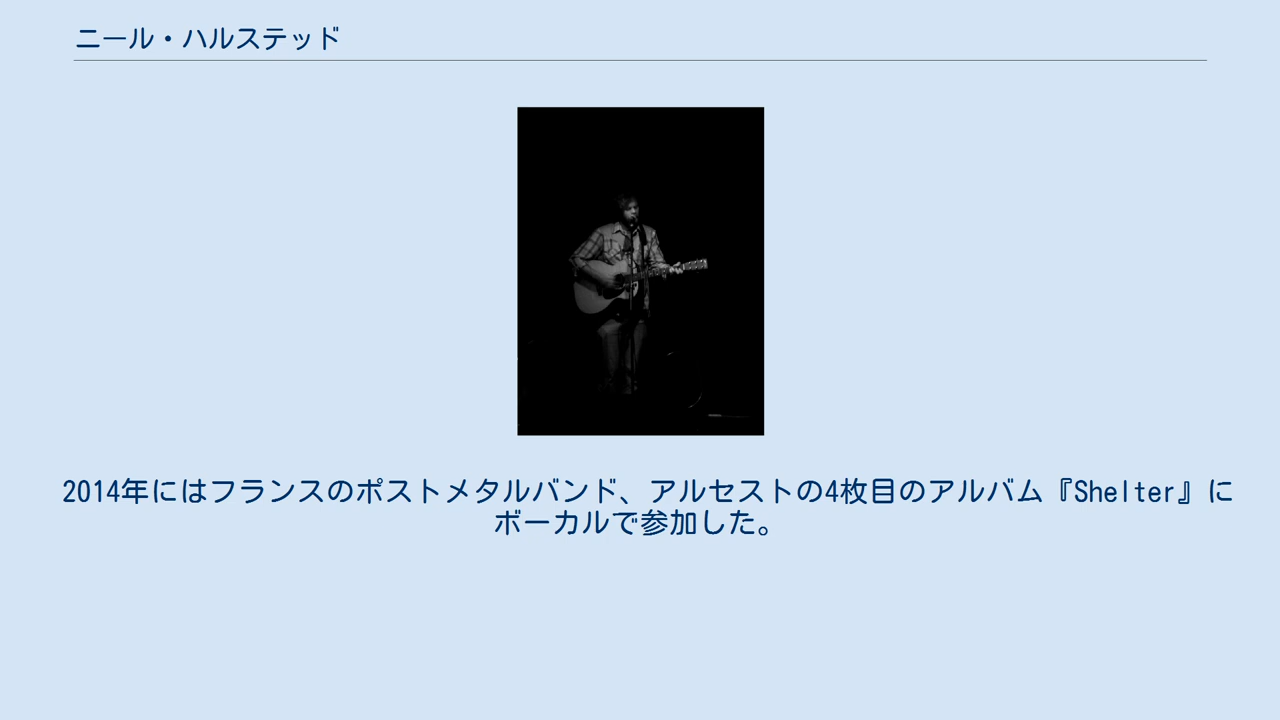 ニール・ハルステッド
2014年にはフランスのポストメタルバンド、アルセストの4枚目のアルバム『Shelter』に
ボーカルで参加した。